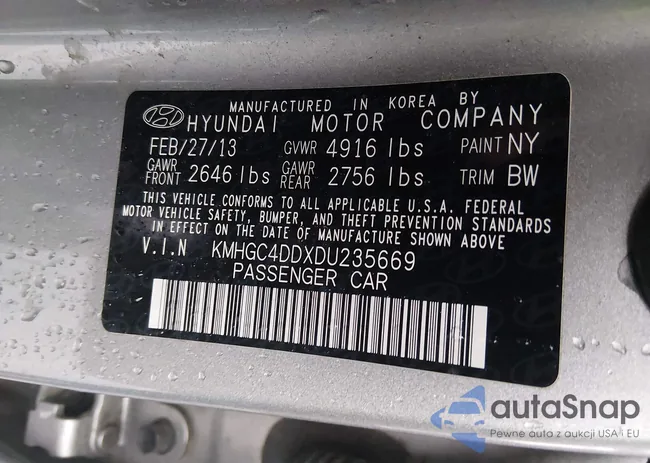 MANUFACTURED IN KOREA BY
HYUNDAI MOTOR COMPANY
FEB/27/13 GVWR 4916 lbs PAINT NY
GAWR FRONT 2646 lbs GAWR REAR 2756 lbs TRIM BW
THIS VEHICLE CONFORMS TO ALL APPLICABLE U.S.A. FEDERAL
MOTOR VEHICLE SAFETY, BUMPER, AND THEFT PREVENTION STANDARDS
IN EFFECT ON THE DATE OF MANUFACTURE SHOWN ABOVE
V.I.N KMHGC4DDXDU235669
PASSENGER CAR
autaSnap
Pewne auta z aukcji USA i EU